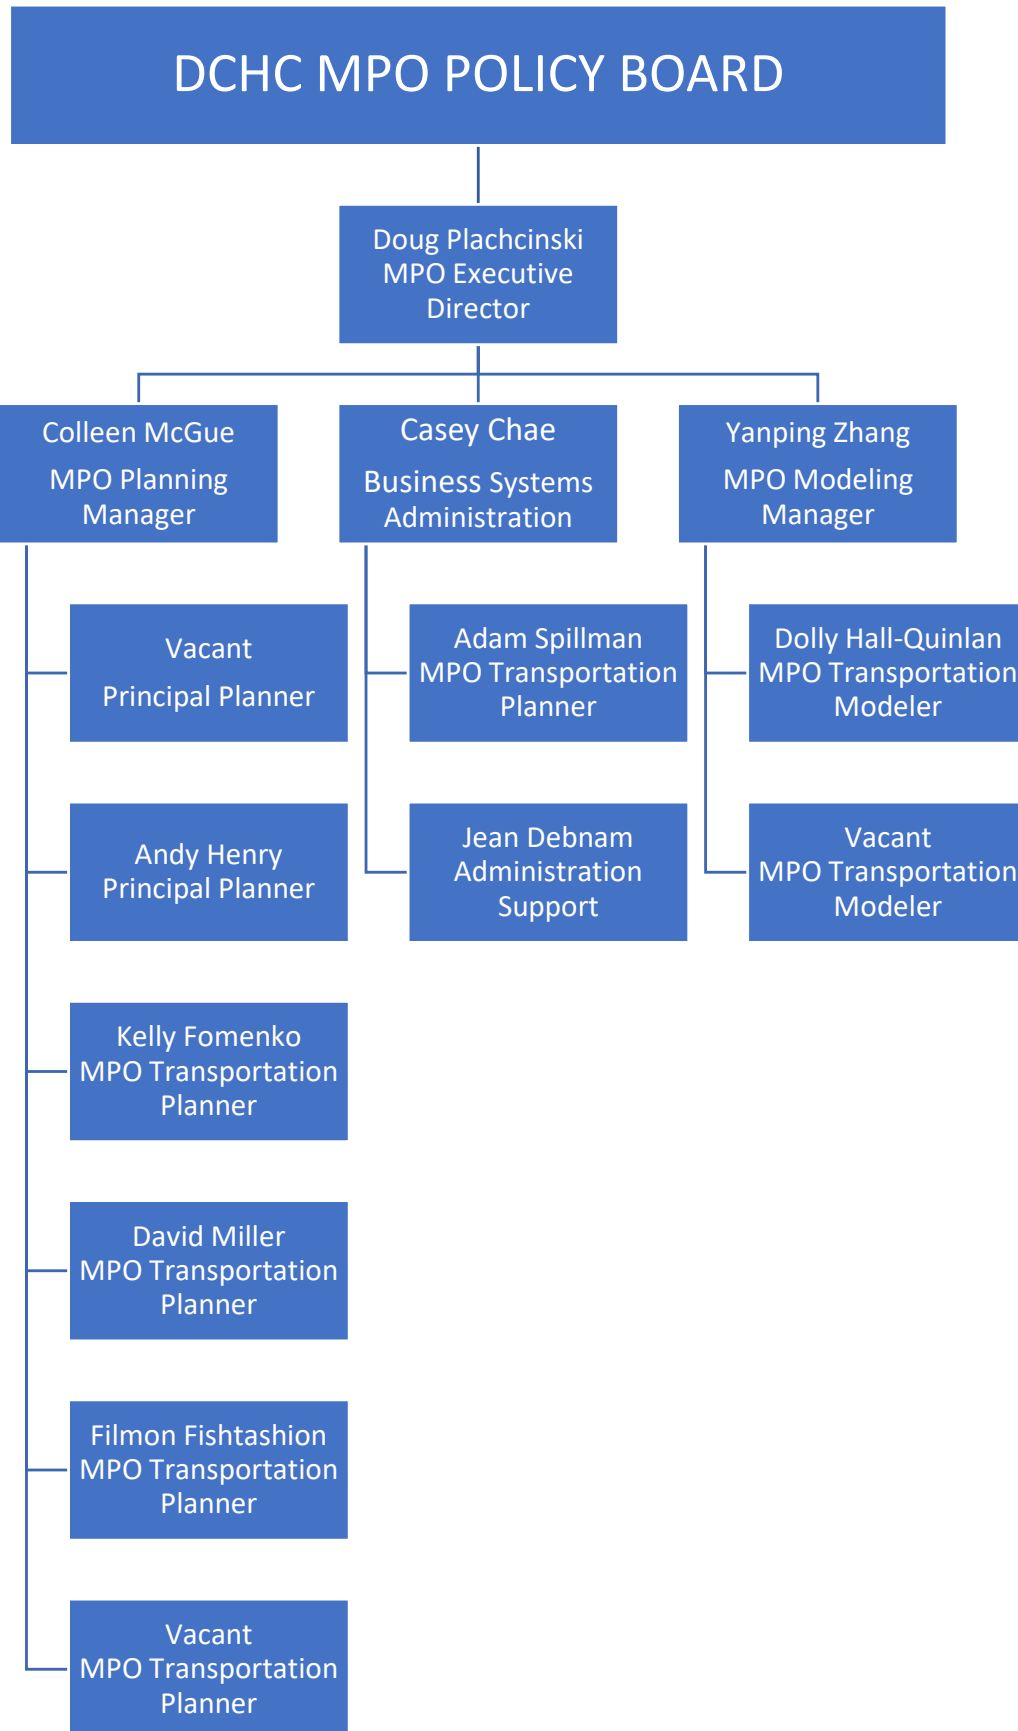 DCHC MPO POLICY BOARD
Doug Plachcinski
MPO Executive
Director
Colleen McGue
MPO Planning
Manager
Casey Chae
Business Systems
Administration
Yanping Zhang
MPO Modeling
Manager
Vacant
Principal Planner
Adam Spillman
MPO Transportation
Planner
Dolly Hall-Quinlan
MPO Transportation
Modeler
Andy Henry
Principal Planner
Jean Debnam
Administration
Support
Vacant
MPO Transportation
Modeler
Kelly Fomenko
MPO Transportation
Planner
David Miller
MPO Transportation
Planner
Filmon Fishtashion
MPO Transportation
Planner
Vacant
MPO Transportation
Planner